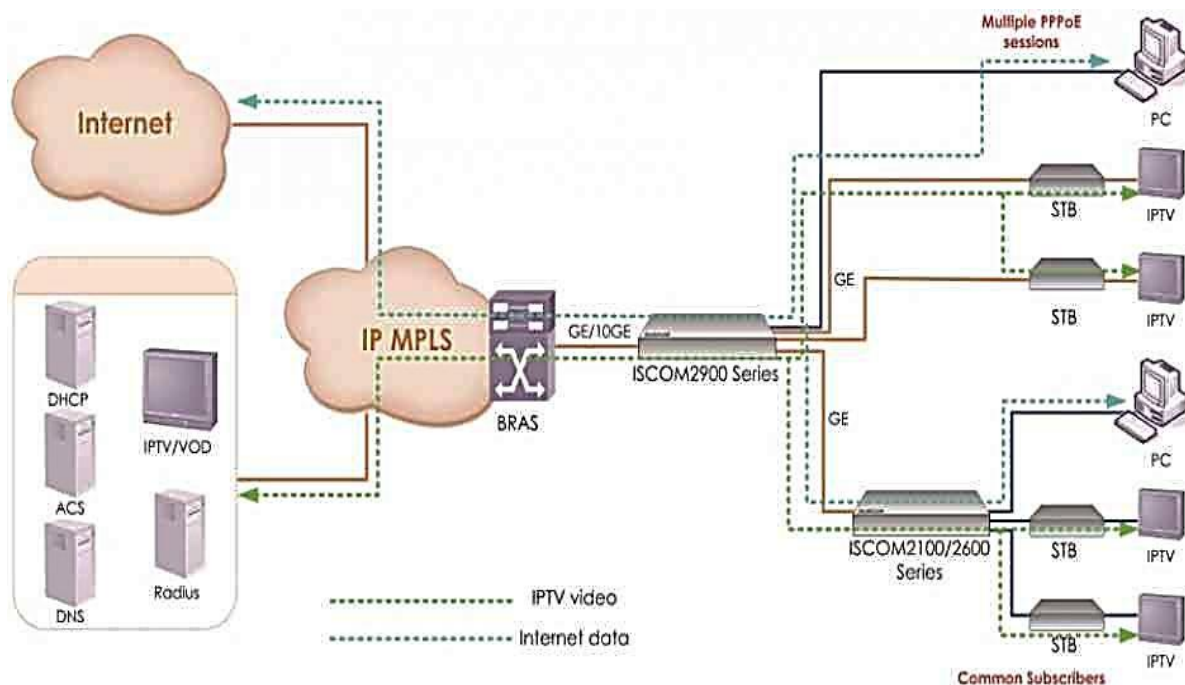 Multiple PPPoE
sessions
Internet
PC
STB
IPTV
GE
STB
IPTV
IP MPLS
GE/10GE
ISCOM2900 Series
BRAS
DHCP
IPTV/VOD
GE
PC
ACS
ISCOM2100/2600
Series
STB
IPTV
DNS
Radius
IPTV video
Internet data
STB
IPTV
Common Subscribers